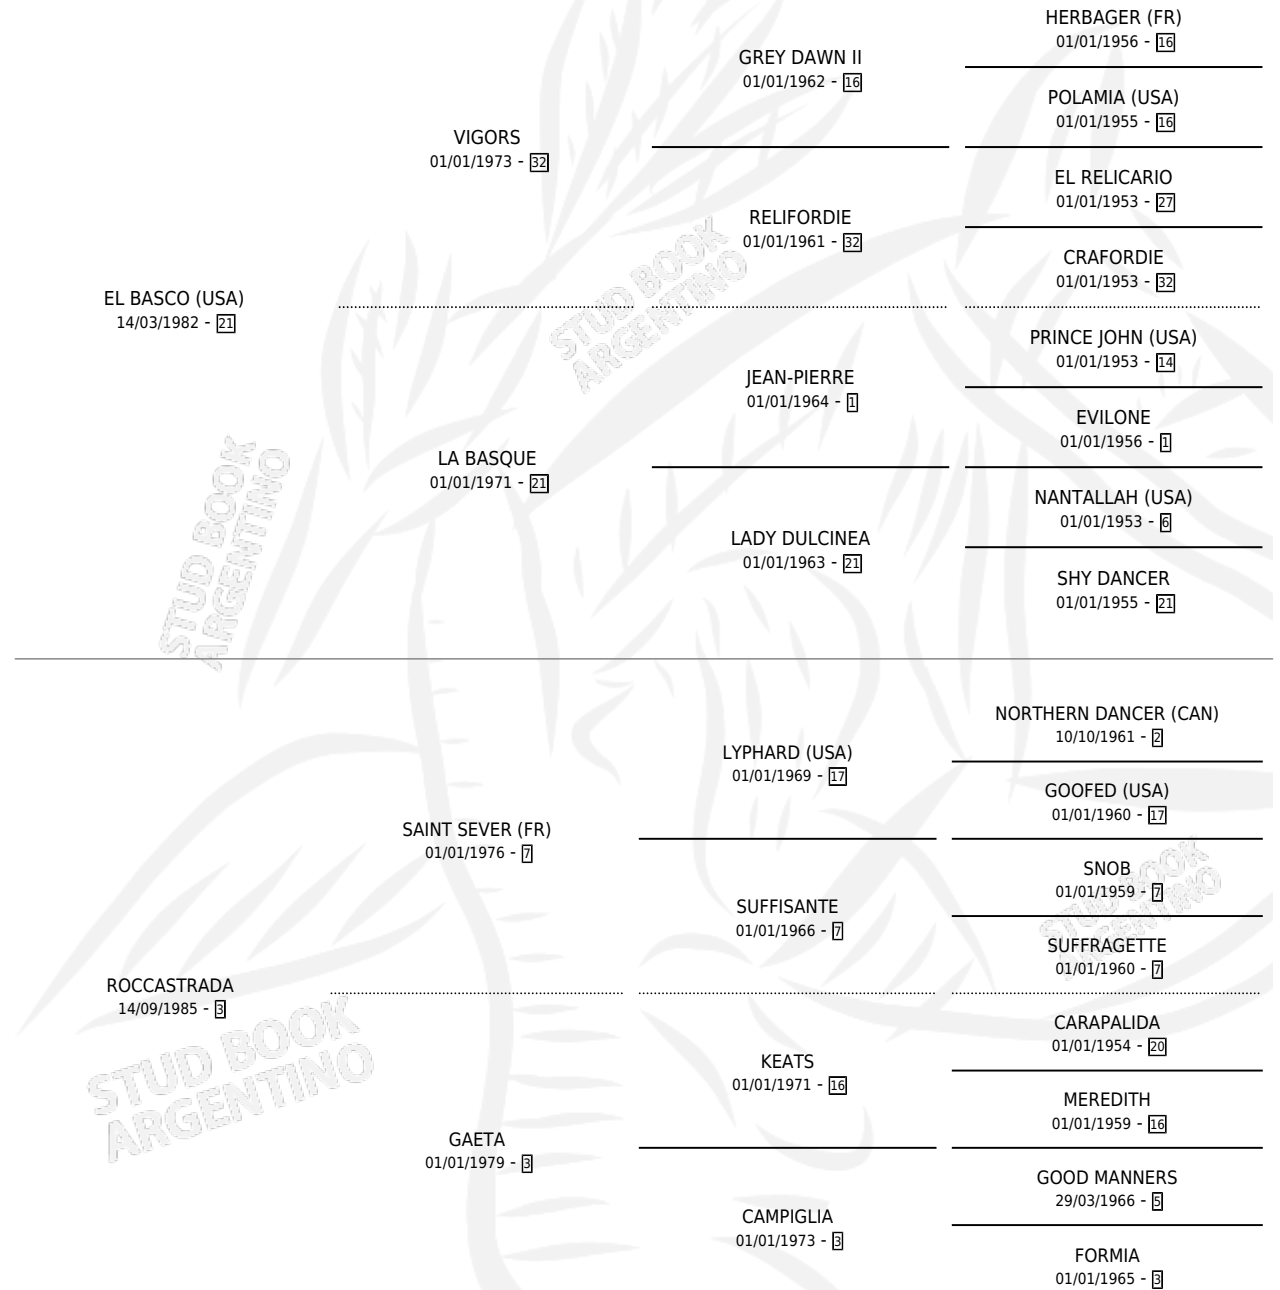 HERBAGER (FR)
01/01/1956 - 16
GREY DAWN II
01/01/1962 - 16
POLAMIA (USA)
01/01/1955 - 16
VIGORS
01/01/1973 - 32
EL RELICARIO
01/01/1953 - 27
RELIFORDIE
01/01/1961 - 32
CRAFORDIE
01/01/1953 - 32
EL BASCO (USA)
14/03/1982 - 21
PRINCE JOHN (USA)
01/01/1953 - 14
JEAN-PIERRE
01/01/1964 - 1
EVILONE
01/01/1956 - 1
LA BASQUE
01/01/1971 - 21
NANTALLAH (USA)
01/01/1953 - 6
LADY DULCINEA
01/01/1963 - 21
SHY DANCER
01/01/1955 - 21
NORTHERN DANCER (CAN)
10/10/1961 - 2
LYPHARD (USA)
01/01/1969 - 17
GOOFED (USA)
01/01/1960 - 17
SAINT SEVER (FR)
01/01/1976 - 7
SNOB
01/01/1959 - 7
SUFFISANTE
01/01/1966 - 7
SUFFRAGETTE
01/01/1960 - 7
ROCCASTRADA
14/09/1985 - 3
CARAPALIDA
01/01/1954 - 20
KEATS
01/01/1971 - 16
MEREDITH
01/01/1959 - 16
GAETA
01/01/1979 - 3
GOOD MANNERS
29/03/1966 - 5
CAMPIGLIA
01/01/1973 - 3
FORMIA
01/01/1965 - 3
STUD BOOK
ARGENTINO
STUD BOOK
ARGENTINO
STUD BOOK
ARGENTINO
STUD BOOK
ARGENTINO